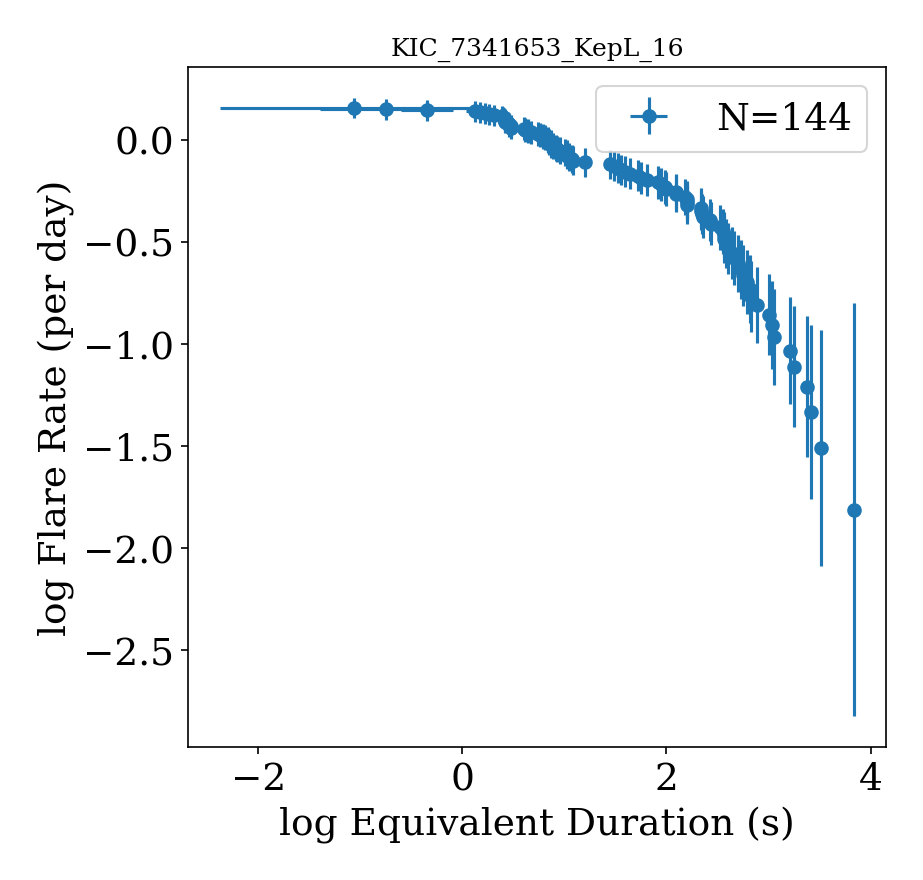 KIC_7341653_KepL_16
N=144
log Flare Rate (per day)
0.0
−0.5
−1.0
−1.5
−2.0
−2.5
−2 0 2 4
log Equivalent Duration (s)